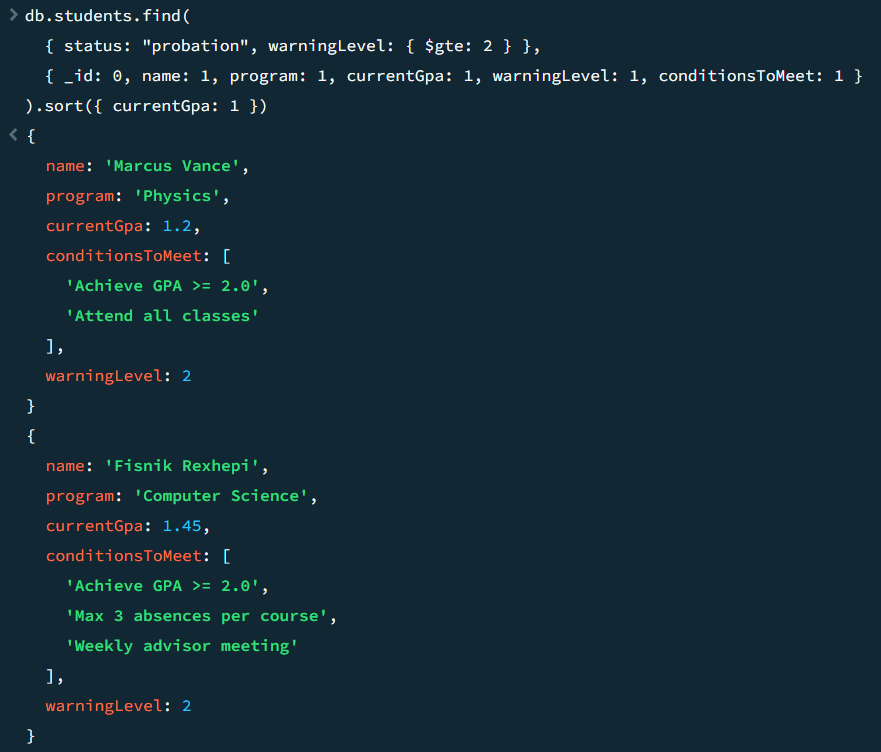 > db.students.find(
{ status: "probation", warningLevel: { $gte: 2 } },
{ _id: 0, name: 1, program: 1, currentGpa: 1, warningLevel: 1, conditionsToMeet: 1 }
).sort({ currentGpa: 1 })
< {
name: 'Marcus Vance',
program: 'Physics',
currentGpa: 1.2,
conditionsToMeet: [
'Achieve GPA >= 2.0',
'Attend all classes'
],
warningLevel: 2
}
{
name: 'Fisnik Rexhepi',
program: 'Computer Science',
currentGpa: 1.45,
conditionsToMeet: [
'Achieve GPA >= 2.0',
'Max 3 absences per course',
'Weekly advisor meeting'
],
warningLevel: 2
}